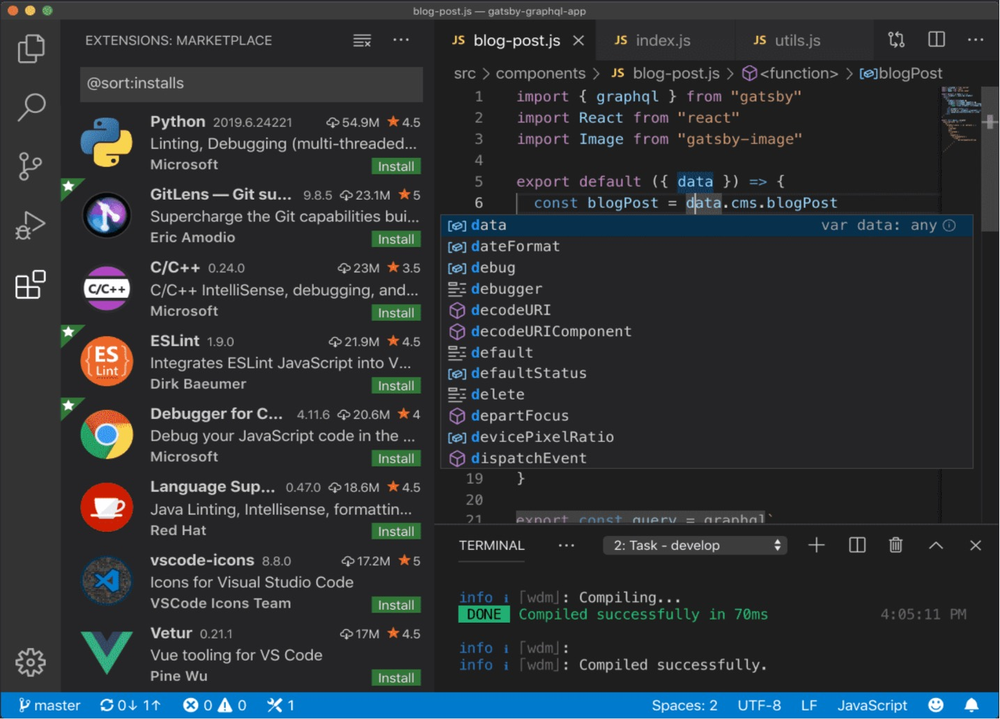 blog-post.js — gatsby-graphql-app
EXTENSIONS: MARKETPLACE
@sort:installs
Python 2019.6.24221 54.9M 4.5
Linting, Debugging (multi-threaded...
Microsoft Install
GitLens — Git su... 9.8.5 23.1M 5
Supercharge the Git capabilities bui...
Eric Amodio Install
C/C++
C/C++ 0.24.0 23M 3.5
C/C++ IntelliSense, debugging, and...
Microsoft Install
ES
Lint
ESLint 1.9.0 21.9M 4.5
Integrates ESLint JavaScript into V...
Dirk Baeumer Install
Debugger for C... 4.11.6 20.6M 4
Debug your JavaScript code in the ...
Microsoft Install
Language Sup... 0.47.0 18.6M 4.5
Java Linting, Intellisense, formattin...
Red Hat Install
vscode-icons 8.8.0 17.2M 5
Icons for Visual Studio Code
VSCode Icons Team Install
Vetur 0.21.1 17M 4.5
Vue tooling for VS Code
Pine Wu Install
JS blog-post.js JS index.js JS utils.js
src > components > JS blog-post.js > <function> > blogPost
1 import { graphql } from "gatsby"
2 import React from "react"
3 import Image from "gatsby-image"
4
5 export default ({ data }) => {
6 const blogPost = data.cms.blogPost
data var data: any
dateFormat
debug
debugger
decodeURI
decodeURIComponent
default
defaultStatus
delete
departFocus
devicePixelRatio
dispatchEvent
19 }
20
21 export const query = graphql`
TERMINAL ... 2: Task - develop
info i ｢wdm｣: Compiling...
DONE Compiled successfully in 70ms 4:05:11 PM
info i ｢wdm｣:
info i ｢wdm｣: Compiled successfully.
master 0↓ 1↑ 0 0 1 Spaces: 2 UTF-8 LF JavaScript